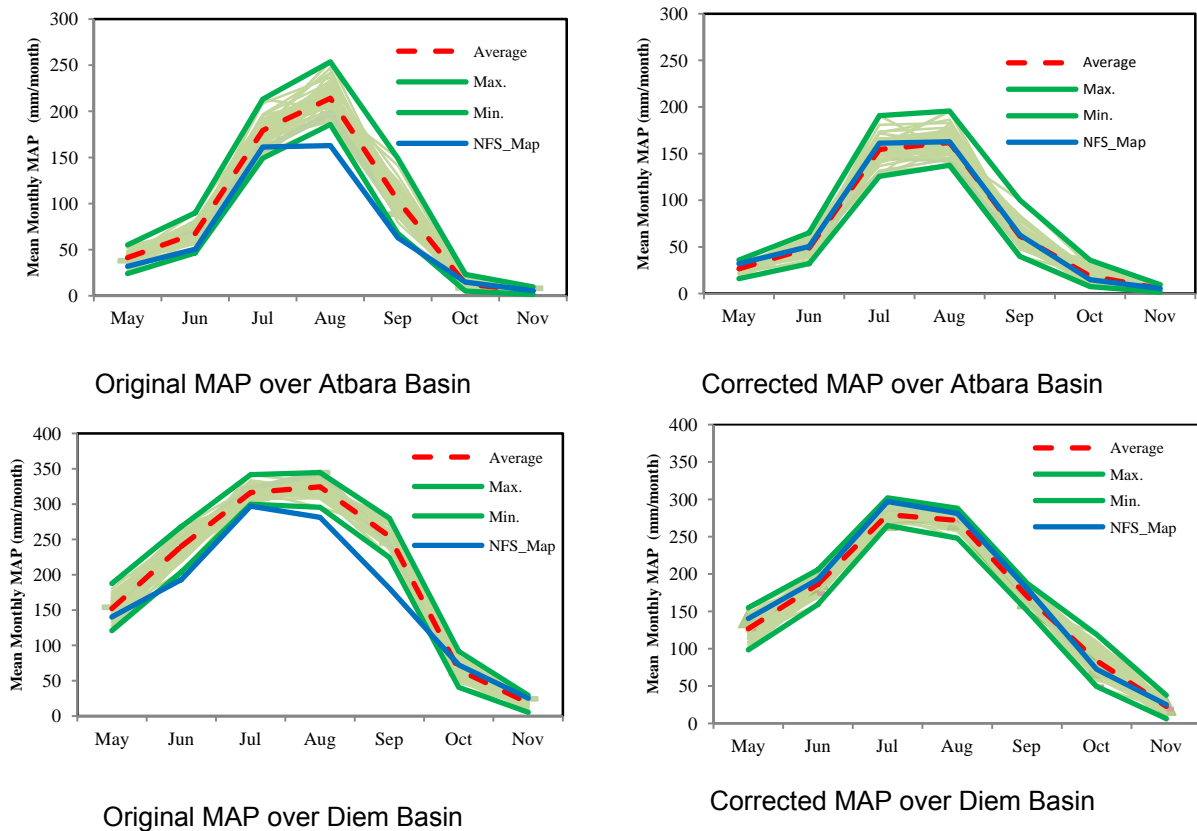 300
250
200
150
100
50
0
Mean Monthly MAP (mm/month)
May Jun Jul Aug Sep Oct Nov
Average
Max.
Min.
NFS_Map
Original MAP over Atbara Basin
300
250
200
150
100
50
0
Mean Monthly MAP (mm/month)
May Jun Jul Aug Sep Oct Nov
Average
Max.
Min.
NFS_Map
Corrected MAP over Atbara Basin
400
350
300
250
200
150
100
50
0
Mean Monthly MAP (mm/month)
May Jun Jul Aug Sep Oct Nov
Average
Max.
Min.
NFS_Map
Original MAP over Diem Basin
400
350
300
250
200
150
100
50
0
Mean Monthly MAP (mm/month)
May Jun Jul Aug Sep Oct Nov
Average
Max.
Min.
NFS_Map
Corrected MAP over Diem Basin